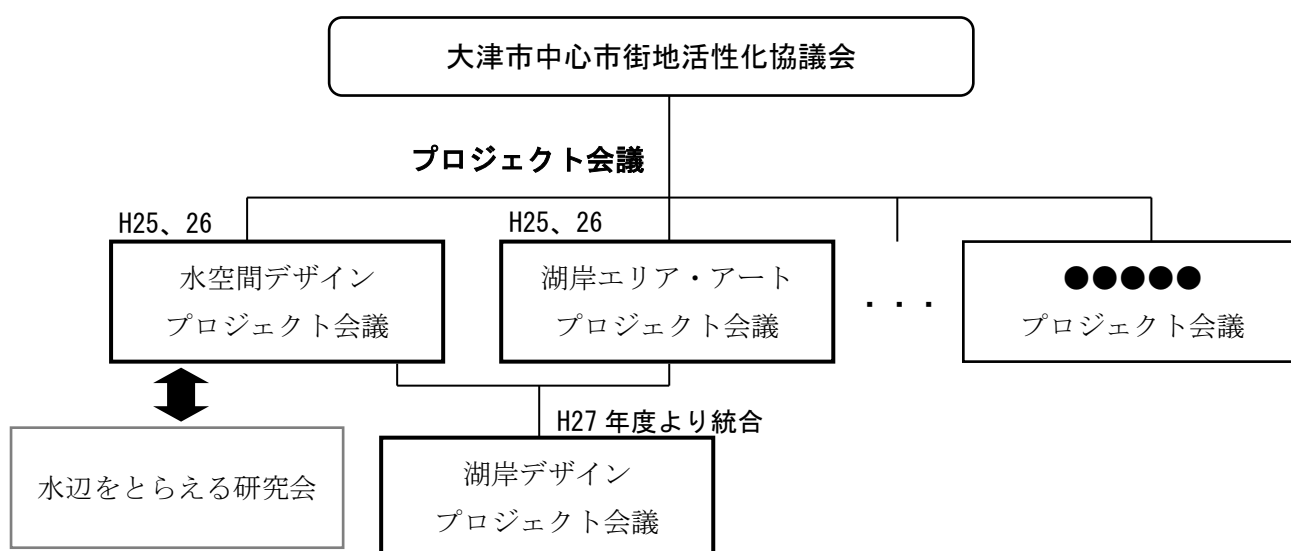 大津市中心市街地活性化協議会
プロジェクト会議
H25、26
H25、26
水空間デザイン
プロジェクト会議
湖岸エリア・アート
プロジェクト会議
・・・
●●●●●
プロジェクト会議
H27 年度より統合
水辺をとらえる研究会
湖岸デザイン
プロジェクト会議